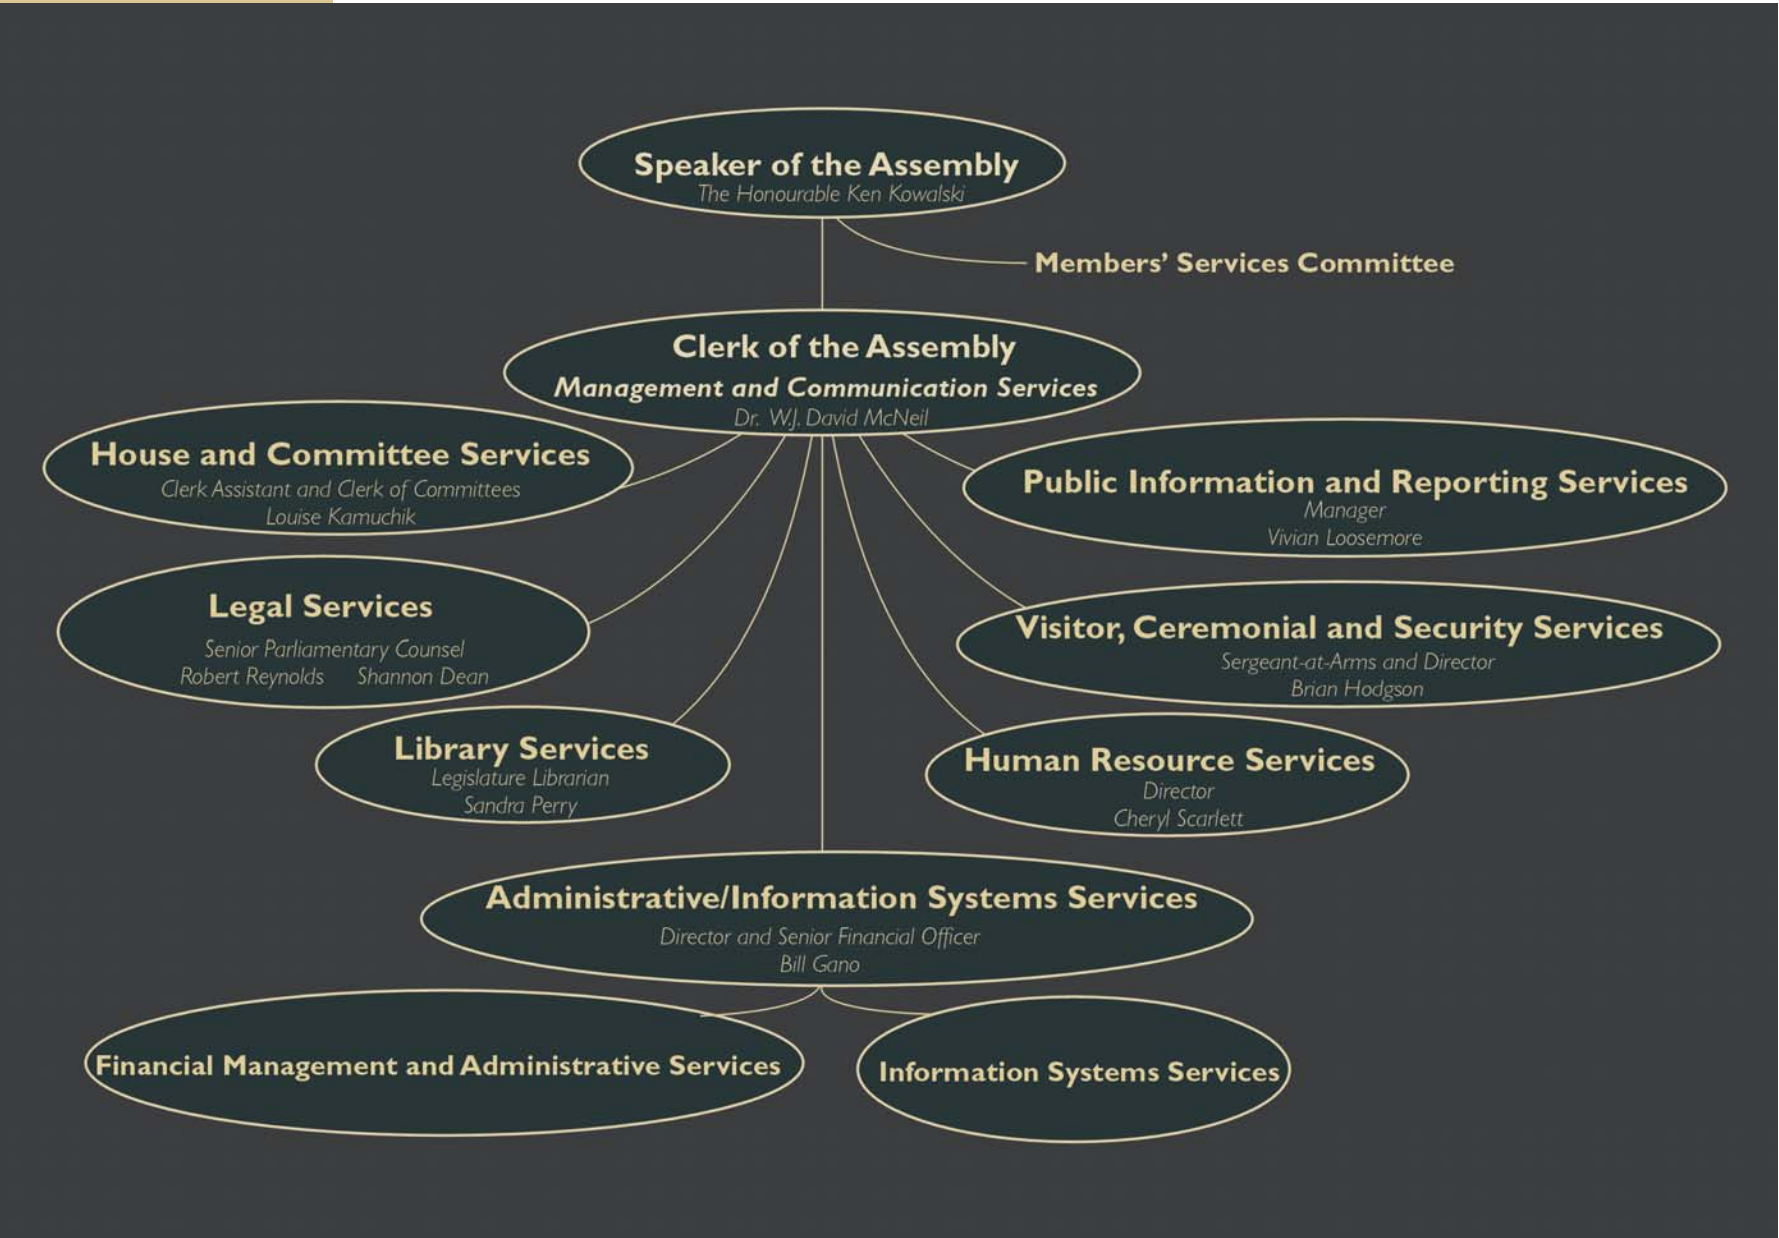 Speaker of the Assembly
The Honourable Ken Kowalski
Members’ Services Committee
Clerk of the Assembly
Management and Communication Services
Dr. W.J. David McNeil
House and Committee Services
Clerk Assistant and Clerk of Committees
Louise Kamuchik
Public Information and Reporting Services
Manager
Vivian Loosemore
Legal Services
Senior Parliamentary Counsel
Robert Reynolds Shannon Dean
Visitor, Ceremonial and Security Services
Sergeant-at-Arms and Director
Brian Hodgson
Library Services
Legislature Librarian
Sandra Perry
Human Resource Services
Director
Cheryl Scarlett
Administrative/Information Systems Services
Director and Senior Financial Officer
Bill Gano
Financial Management and Administrative Services
Information Systems Services